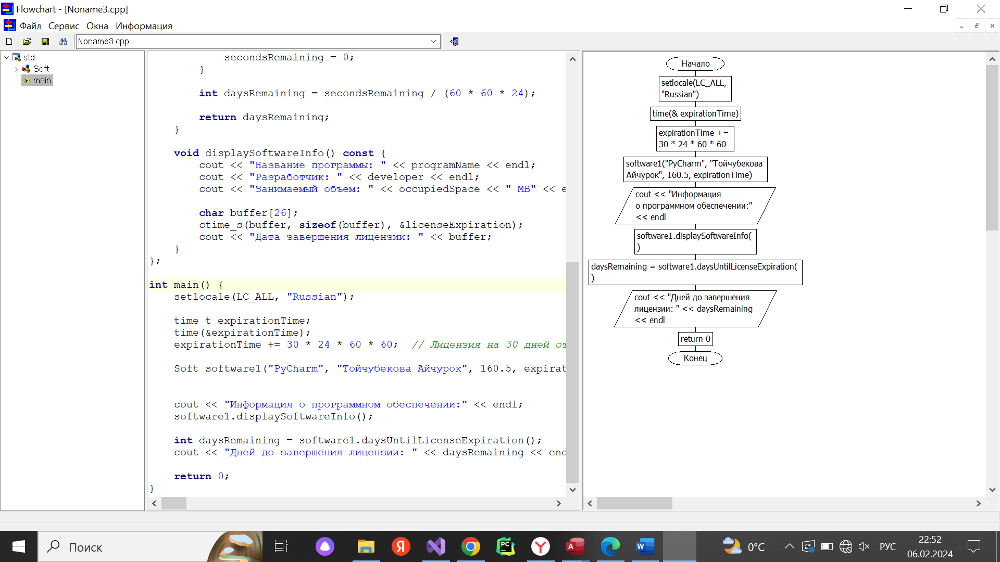 Flowchart - [Noname3.cpp]
Файл Сервис Окна Информация
Noname3.cpp
std
Soft
main
secondsRemaining = 0;
}
int daysRemaining = secondsRemaining / (60 * 60 * 24);
return daysRemaining;
}
void displaySoftwareInfo() const {
cout << "Название программы: " << programName << endl;
cout << "Разработчик: " << developer << endl;
cout << "Занимаемый объем: " << occupiedSpace << " MB" << e
char buffer[26];
ctime_s(buffer, sizeof(buffer), &licenseExpiration);
cout << "Дата завершения лицензии: " << buffer;
}
};
int main() {
setlocale(LC_ALL, "Russian");
time_t expirationTime;
time(&expirationTime);
expirationTime += 30 * 24 * 60 * 60;  // Лицензия на 30 дней от
Soft software1("PyCharm", "Тойчубекова Айчурок", 160.5, expirat
cout << "Информация о программном обеспечении:" << endl;
software1.displaySoftwareInfo();
int daysRemaining = software1.daysUntilLicenseExpiration();
cout << "Дней до завершения лицензии: " << daysRemaining << end
return 0;
}
Начало
setlocale(LC_ALL,
"Russian")
time(& expirationTime)
expirationTime +=
30 * 24 * 60 * 60
software1("PyCharm", "Тойчубекова
Айчурок", 160.5, expirationTime)
cout << "Информация
о программном обеспечении:"
<< endl
software1.displaySoftwareInfo(
)
daysRemaining = software1.daysUntilLicenseExpiration(
)
cout << "Дней до завершения
лицензии: " << daysRemaining
<< endl
return 0
Конец
Поиск
Я
PC
Y
A
W
0°C
РУС
22:52
06.02.2024